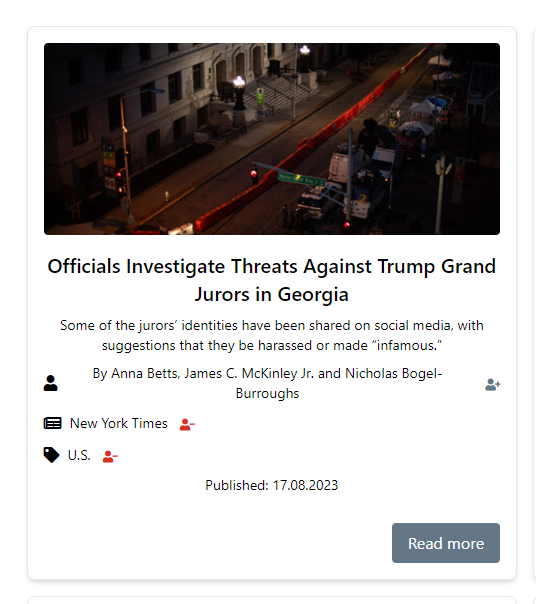 Officials Investigate Threats Against Trump Grand
Jurors in Georgia
Some of the jurors’ identities have been shared on social media, with
suggestions that they be harassed or made “infamous.”
By Anna Betts, James C. McKinley Jr. and Nicholas Bogel-
Burroughs
New York Times
U.S.
Published: 17.08.2023
Read more